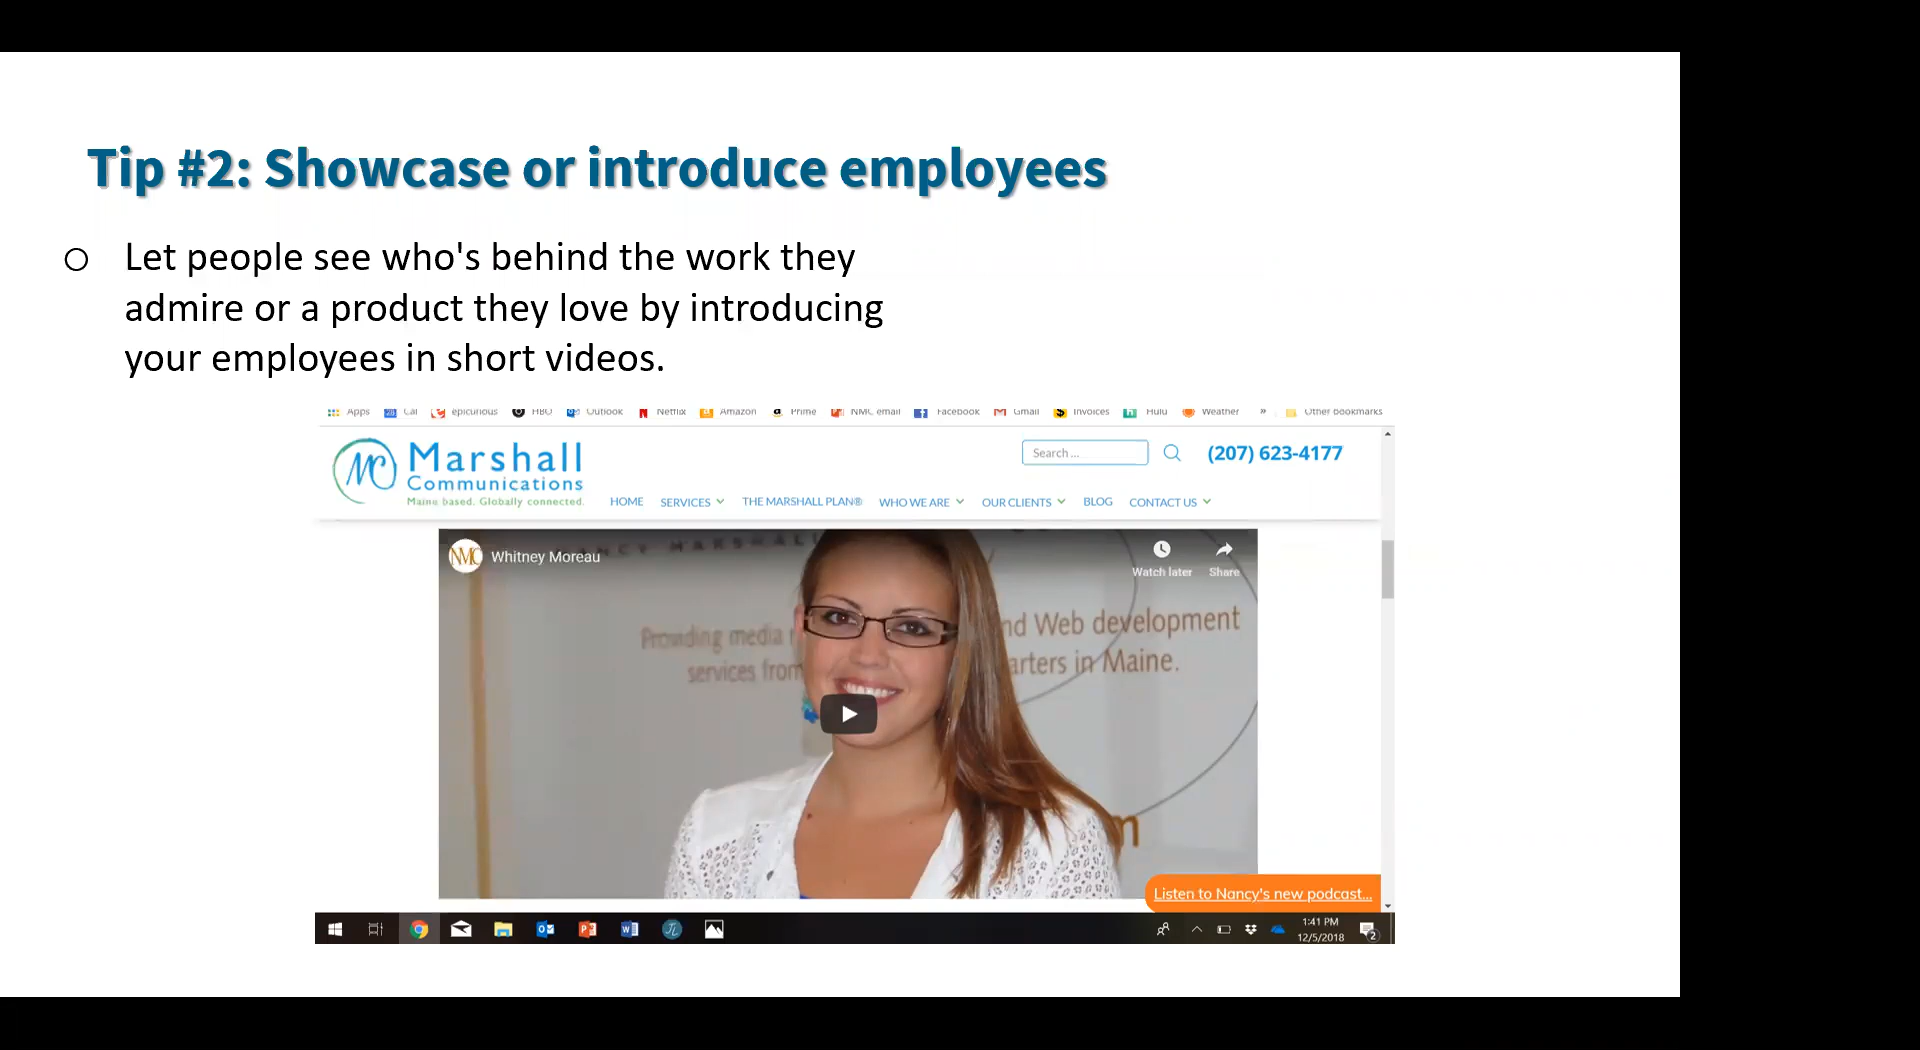 Tip #2: Showcase or introduce employees
Let people see who's behind the work they
admire or a product they love by introducing
your employees in short videos.
Apps Cal epicurious HBO Outlook Netflix Amazon Prime NMC email Facebook Gmail Invoices Hulu Weather » Other bookmarks
Marshall
Communications
Maine based. Globally connected.
Search ...
(207) 623-4177
HOME SERVICES THE MARSHALL PLAN® WHO WE ARE OUR CLIENTS BLOG CONTACT US
NMC Whitney Moreau
Watch later Share
MARSHALL
Providing media nd Web development
services from arters in Maine.
Listen to Nancy's new podcast...
1:41 PM
12/5/2018
2